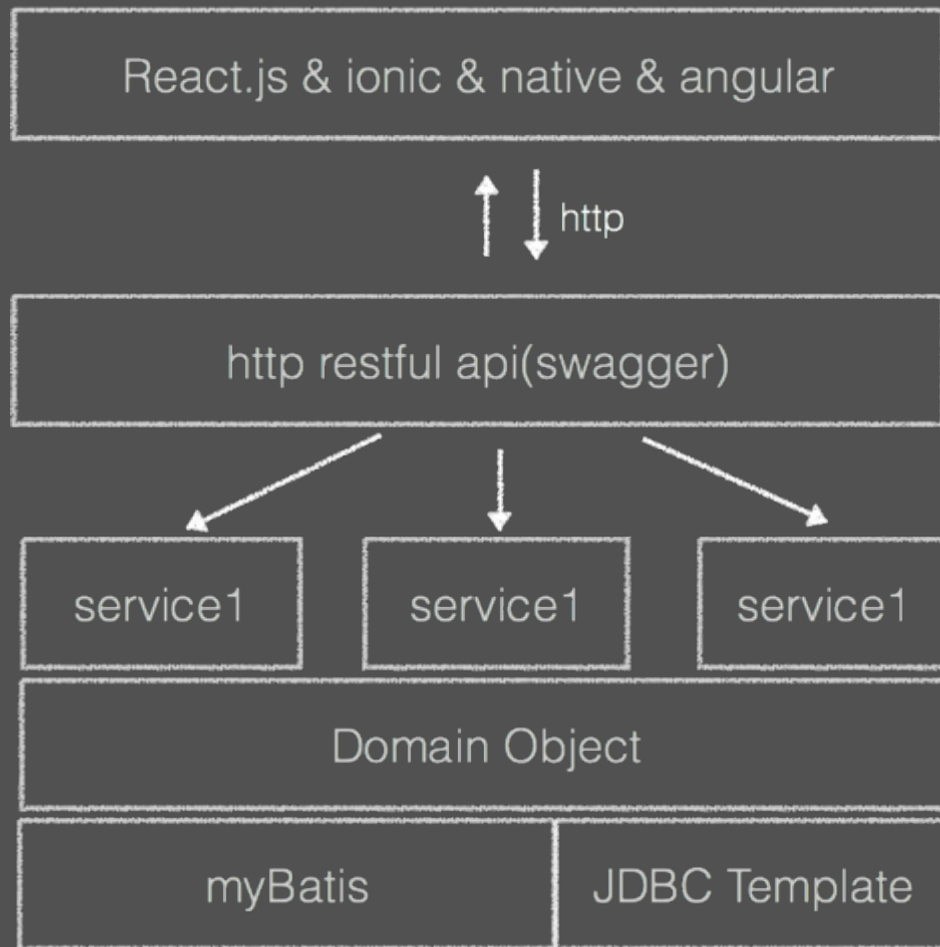 React.js & ionic & native & angular
http
http restful api(swagger)
service1
service1
service1
Domain Object
myBatis
JDBC Template